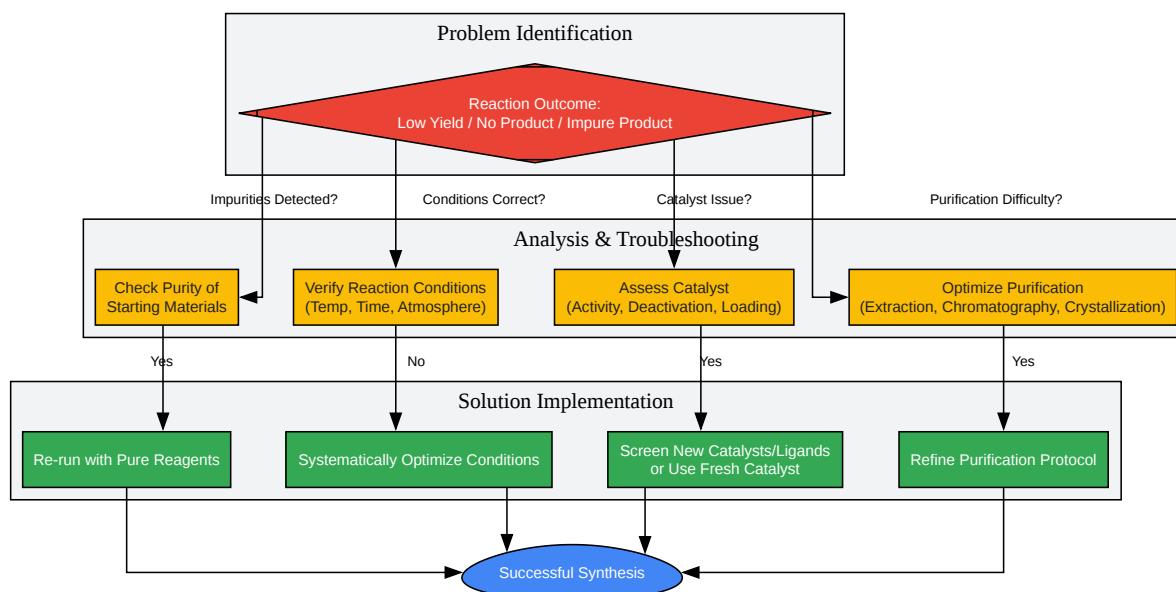 Problem Identification
Reaction Outcome:
Low Yield / No Product / Impure Product
Impurities Detected?
Conditions Correct?
Catalyst Issue?
Purification Difficulty?
Analysis & Troubleshooting
Check Purity of
Starting Materials
Verify Reaction Conditions
(Temp, Time, Atmosphere)
Assess Catalyst
(Activity, Deactivation, Loading)
Optimize Purification
(Extraction, Chromatography, Crystallization)
Yes
No
Yes
Yes
Solution Implementation
Re-run with Pure Reagents
Systematically Optimize Conditions
Screen New Catalysts/Ligands
or Use Fresh Catalyst
Refine Purification Protocol
Successful Synthesis